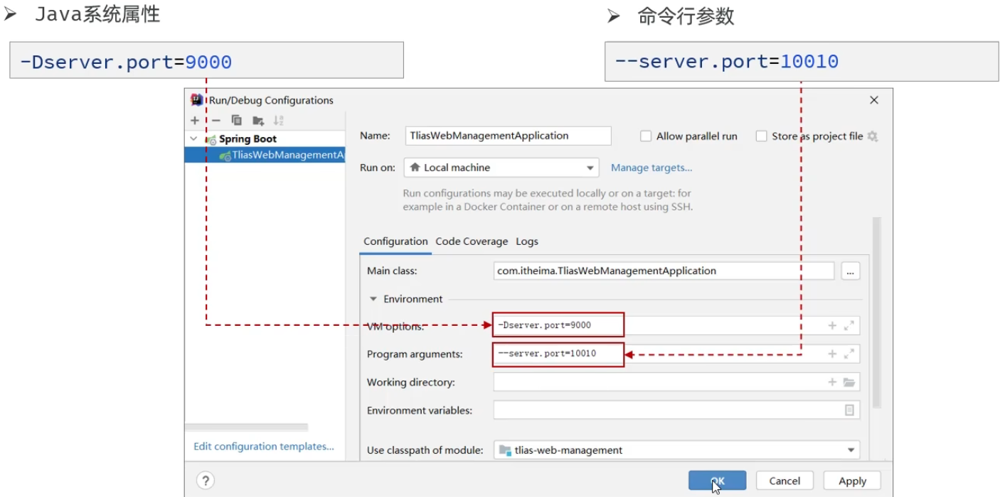 ➢ Java系统属性
➢ 命令行参数
-Dserver.port=9000
--server.port=10010
Run/Debug Configurations
Spring Boot
TliasWebManagementA
Name: TliasWebManagementApplication
Allow parallel run
Store as project file
Run on: Local machine
Manage targets...
Run configurations may be executed locally or on a target: for
example in a Docker Container or on a remote host using SSH.
Configuration Code Coverage Logs
Main class: com.itheima.TliasWebManagementApplication ...
Environment
VM options: -Dserver.port=9000
Program arguments: --server.port=10010
Working directory:
Environment variables:
Use classpath of module: tlias-web-management
Edit configuration templates...
? OK Cancel Apply